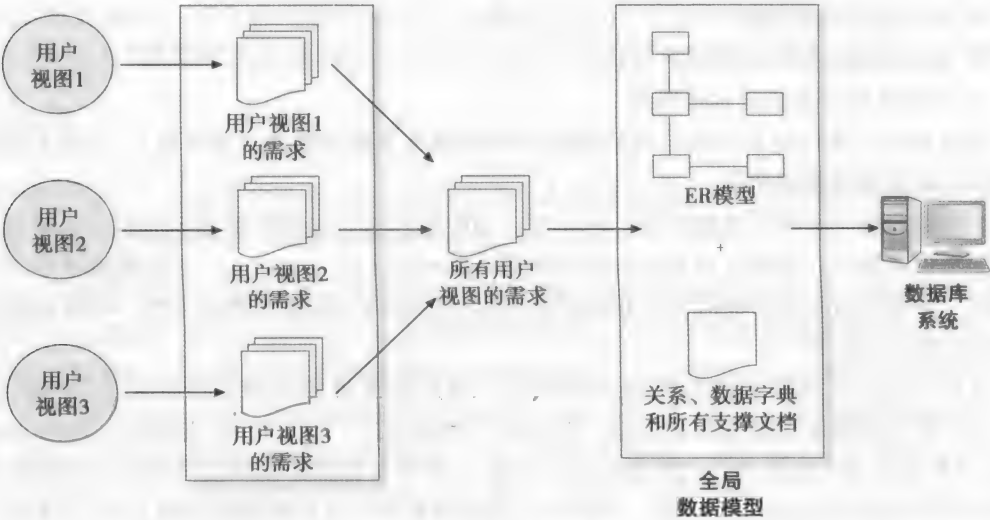 用户
视图1
用户视图1
的需求
用户
视图2
用户视图2
的需求
所有用户
视图的需求
用户
视图3
用户视图3
的需求
ER模型
+
关系、数据字典
和所有支撑文档
全局
数据模型
数据库
系统